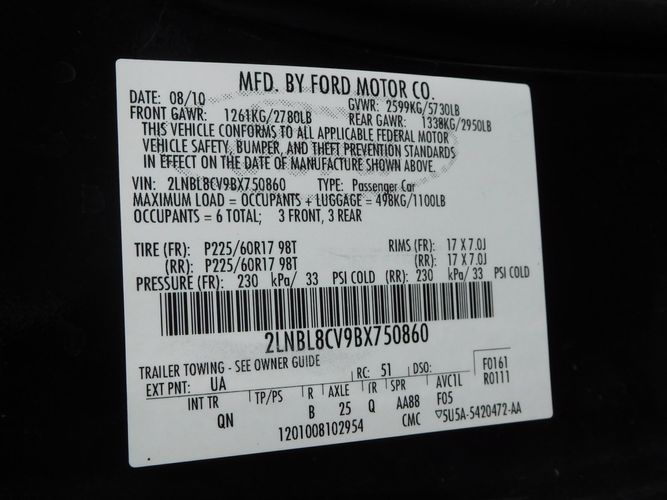 MFD. BY FORD MOTOR CO.
DATE: 08/10 GVWR: 2599KG/5730LB
FRONT GAWR: 1261KG/2780LB REAR GAWR: 1338KG/2950LB
THIS VEHICLE CONFORMS TO ALL APPLICABLE FEDERAL MOTOR
VEHICLE SAFETY, BUMPER, AND THEFT PREVENTION STANDARDS
IN EFFECT ON THE DATE OF MANUFACTURE SHOWN ABOVE.
VIN: 2LNBL8CV9BX750860 TYPE: Passenger Car
MAXIMUM LOAD = OCCUPANTS + LUGGAGE = 498KG/1100LB
OCCUPANTS = 6 TOTAL; 3 FRONT, 3 REAR
TIRE (FR): P225/60R17 98T RIMS (FR): 17 X 7.0J
(RR): P225/60R17 98T (RR): 17 X 7.0J
PRESSURE (FR): 230 kPa/ 33 PSI COLD (RR): 230 kPa/ 33 PSI COLD
2LNBL8CV9BX750860
TRAILER TOWING - SEE OWNER GUIDE
EXT PNT: UA RC: 51 DSO: F0161
R0111
INT TR TP/PS R AXLE TR SPR AVC1L
QN B 25 Q AA88 F05
1201008102954 CMC ▽5U5A-5420472-AA